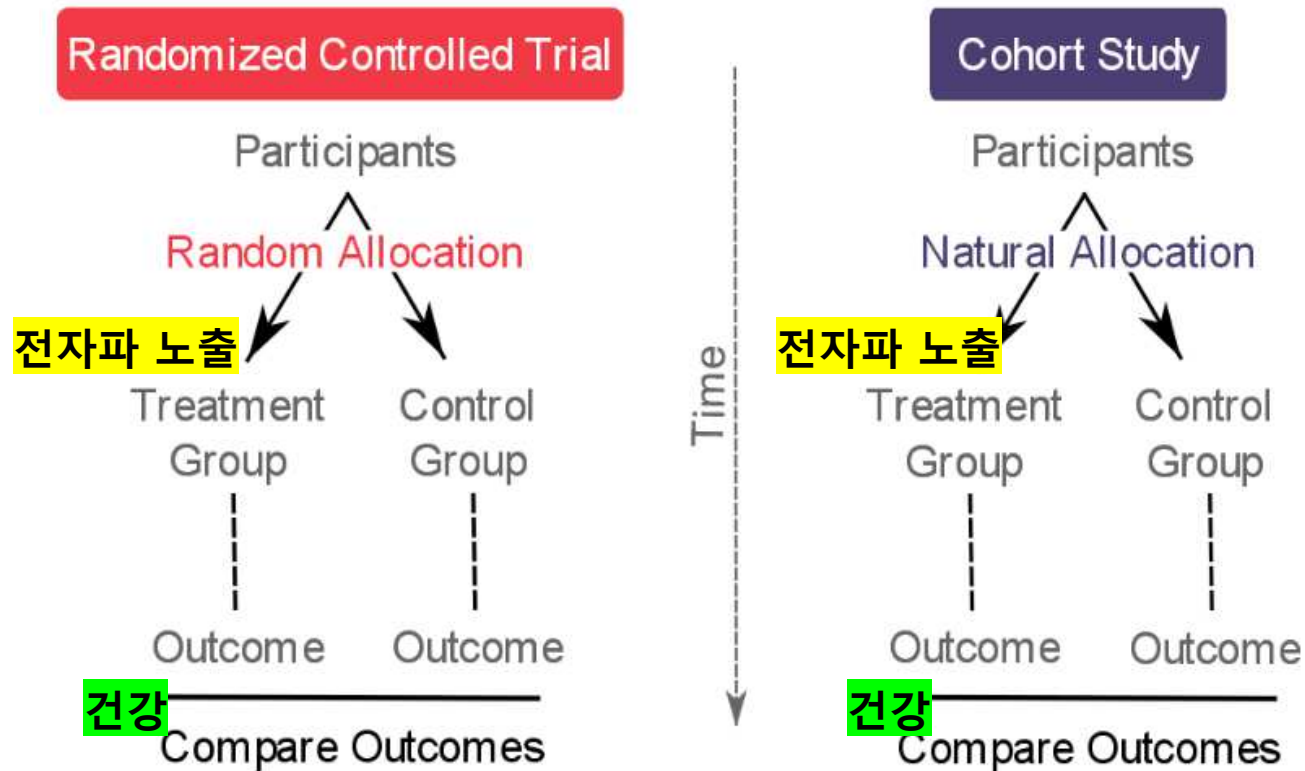 Randomized Controlled Trial
Participants
Random Allocation
전자파 노출
Treatment Group
Control Group
Outcome
Outcome
건강
Compare Outcomes
Time
Cohort Study
Participants
Natural Allocation
전자파 노출
Treatment Group
Control Group
Outcome
Outcome
건강
Compare Outcomes